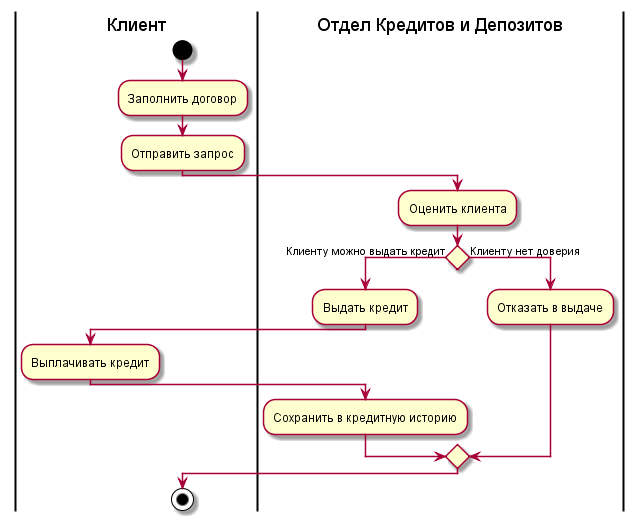 Клиент
Отдел Кредитов и Депозитов
Заполнить договор
Отправить запрос
Оценить клиента
Клиенту можно выдать кредит
Клиенту нет доверия
Выдать кредит
Отказать в выдаче
Выплачивать кредит
Сохранить в кредитную историю